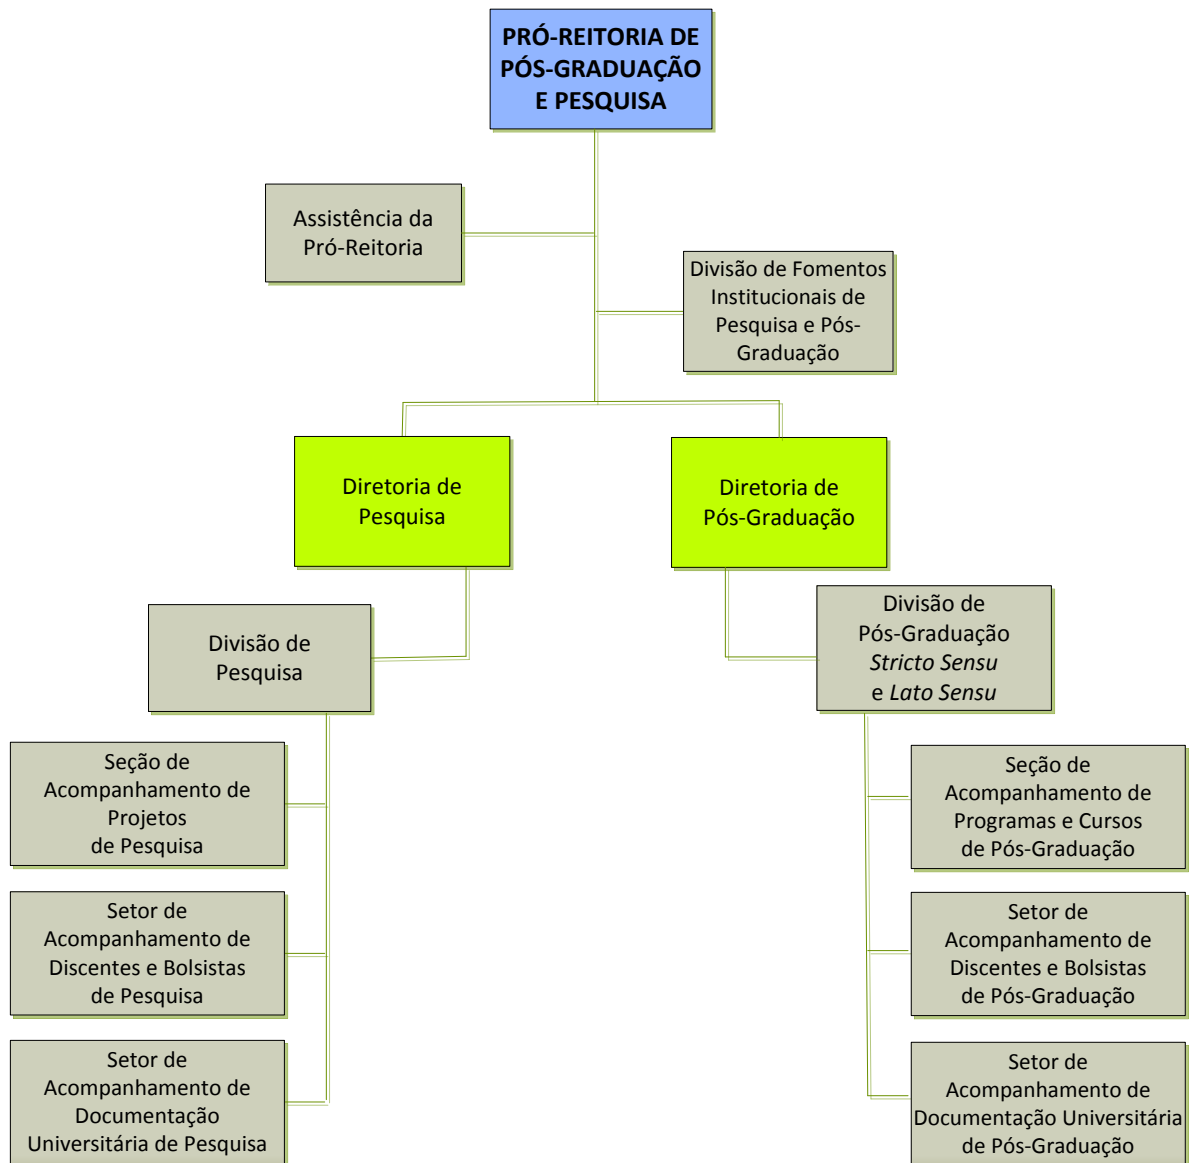 PRÓ-REITORIA DE
PÓS-GRADUAÇÃO
E PESQUISA
Assistência da
Pró-Reitoria
Divisão de Fomentos
Institucionais de
Pesquisa e Pós-
Graduação
Diretoria de
Pesquisa
Diretoria de
Pós-Graduação
Divisão de
Pesquisa
Divisão de
Pós-Graduação
Stricto Sensu
e Lato Sensu
Seção de
Acompanhamento de
Projetos
de Pesquisa
Seção de
Acompanhamento de
Programas e Cursos
de Pós-Graduação
Setor de
Acompanhamento de
Discentes e Bolsistas
de Pesquisa
Setor de
Acompanhamento de
Discentes e Bolsistas
de Pós-Graduação
Setor de
Acompanhamento de
Documentação
Universitária de Pesquisa
Setor de
Acompanhamento de
Documentação Universitária
de Pós-Graduação